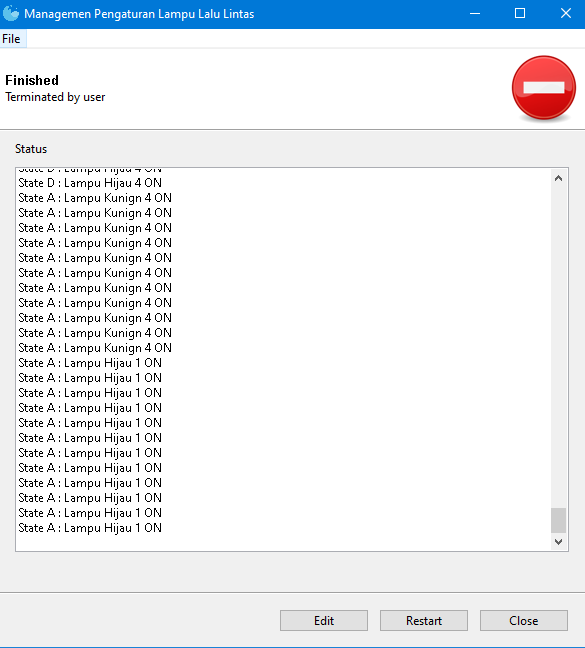 Managemen Pengaturan Lampu Lalu Lintas
File
Finished
Terminated by user
Status
State D : Lampu Hijau 4 ON
State D : Lampu Hijau 4 ON
State A : Lampu Kunign 4 ON
State A : Lampu Kunign 4 ON
State A : Lampu Kunign 4 ON
State A : Lampu Kunign 4 ON
State A : Lampu Kunign 4 ON
State A : Lampu Kunign 4 ON
State A : Lampu Kunign 4 ON
State A : Lampu Kunign 4 ON
State A : Lampu Kunign 4 ON
State A : Lampu Kunign 4 ON
State A : Lampu Kunign 4 ON
State A : Lampu Hijau 1 ON
State A : Lampu Hijau 1 ON
State A : Lampu Hijau 1 ON
State A : Lampu Hijau 1 ON
State A : Lampu Hijau 1 ON
State A : Lampu Hijau 1 ON
State A : Lampu Hijau 1 ON
State A : Lampu Hijau 1 ON
State A : Lampu Hijau 1 ON
State A : Lampu Hijau 1 ON
State A : Lampu Hijau 1 ON
State A : Lampu Hijau 1 ON
Edit
Restart
Close